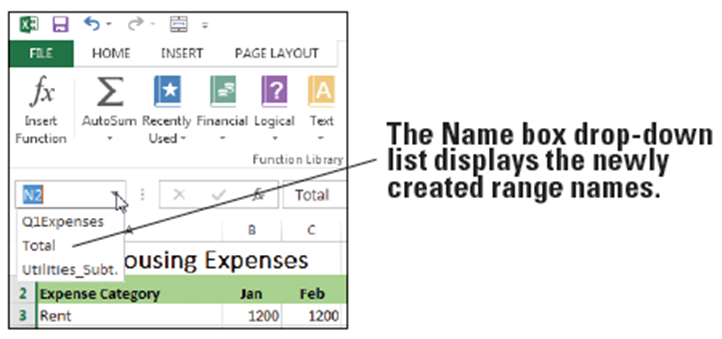 FILE HOME INSERT PAGE LAYOUT
fx Σ ? A
Insert Function AutoSum Recently Used Financial Logical Text
Function Library
N2 fx Total
Q1Expenses
Total
Utilities_Subt.
A B C
ousing Expenses
2 Expense Category Jan Feb
3 Rent 1200 1200
The Name box drop-down
list displays the newly
created range names.